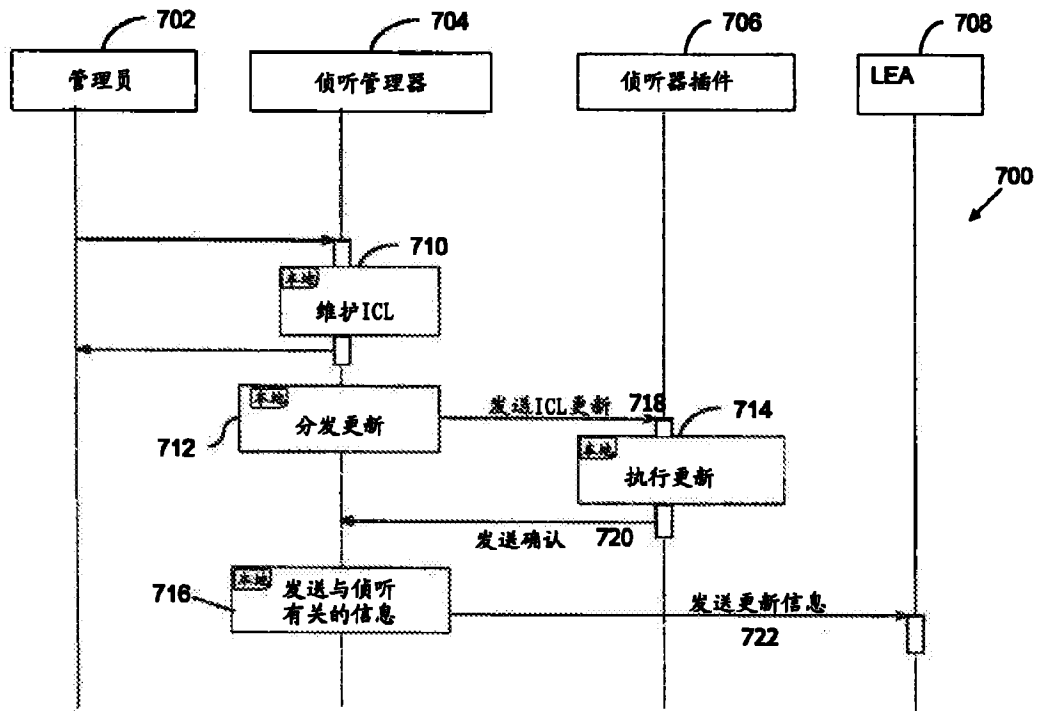 702
704
706
708
管理员
侦听管理器
侦听器插件
LEA
700
710
本地
维护ICL
本地
分发更新
712
发送ICL更新
718
714
本地
执行更新
发送确认
720
716
本地
发送与侦听
有关的信息
发送更新信息
722